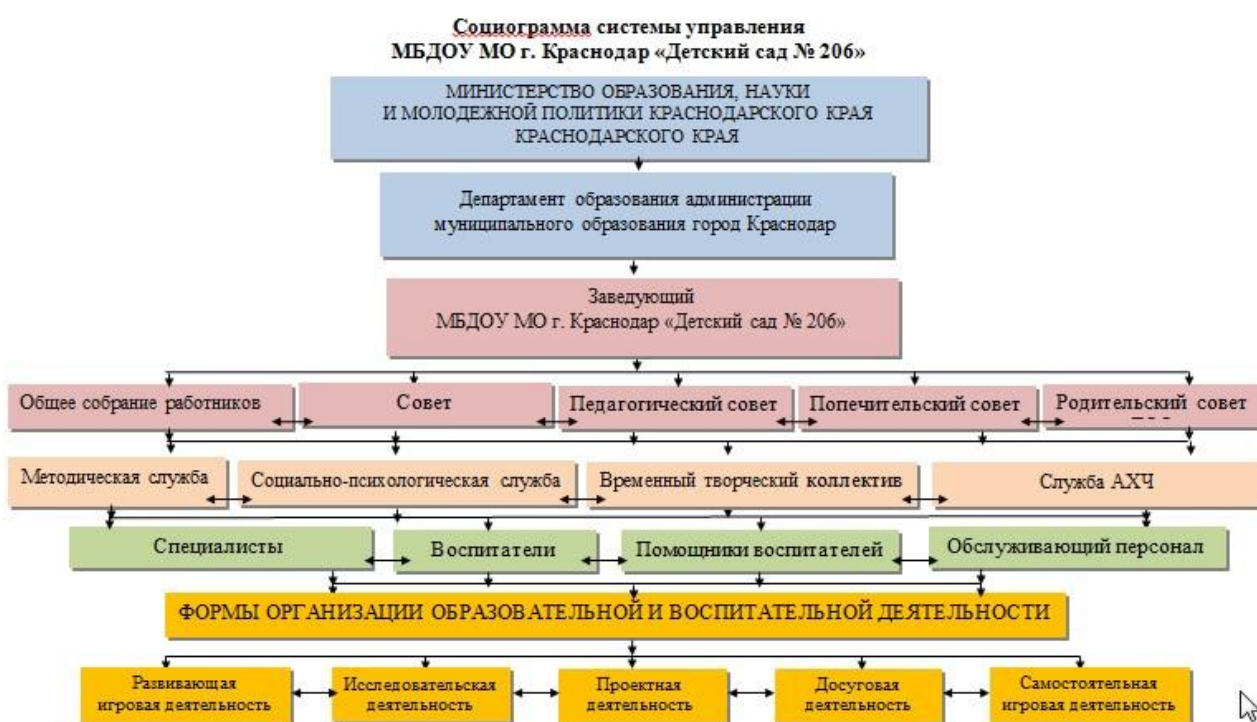 Социограмма системы управления
МБДОУ МО г. Краснодар «Детский сад № 206»
МИНИСТЕРСТВО ОБРАЗОВАНИЯ, НАУКИ
И МОЛОДЕЖНОЙ ПОЛИТИКИ КРАСНОДАРСКОГО КРАЯ
КРАСНОДАРСКОГО КРАЯ
Департамент образования администрации
муниципального образования город Краснодар
Заведующий
МБДОУ МО г. Краснодар «Детский сад № 206»
Общее собрание работников
Совет
Педагогический совет
Попечительский совет
Родительский совет
Методическая служба
Социально-психологическая служба
Временный творческий коллектив
Служба АХЧ
Специалисты
Воспитатели
Помощники воспитателей
Обслуживающий персонал
ФОРМЫ ОРГАНИЗАЦИИ ОБРАЗОВАТЕЛЬНОЙ И ВОСПИТАТЕЛЬНОЙ ДЕЯТЕЛЬНОСТИ
Развивающая
игровая деятельность
Исследовательская
деятельность
Проектная
деятельность
Досуговая
деятельность
Самостоятельная
игровая деятельность